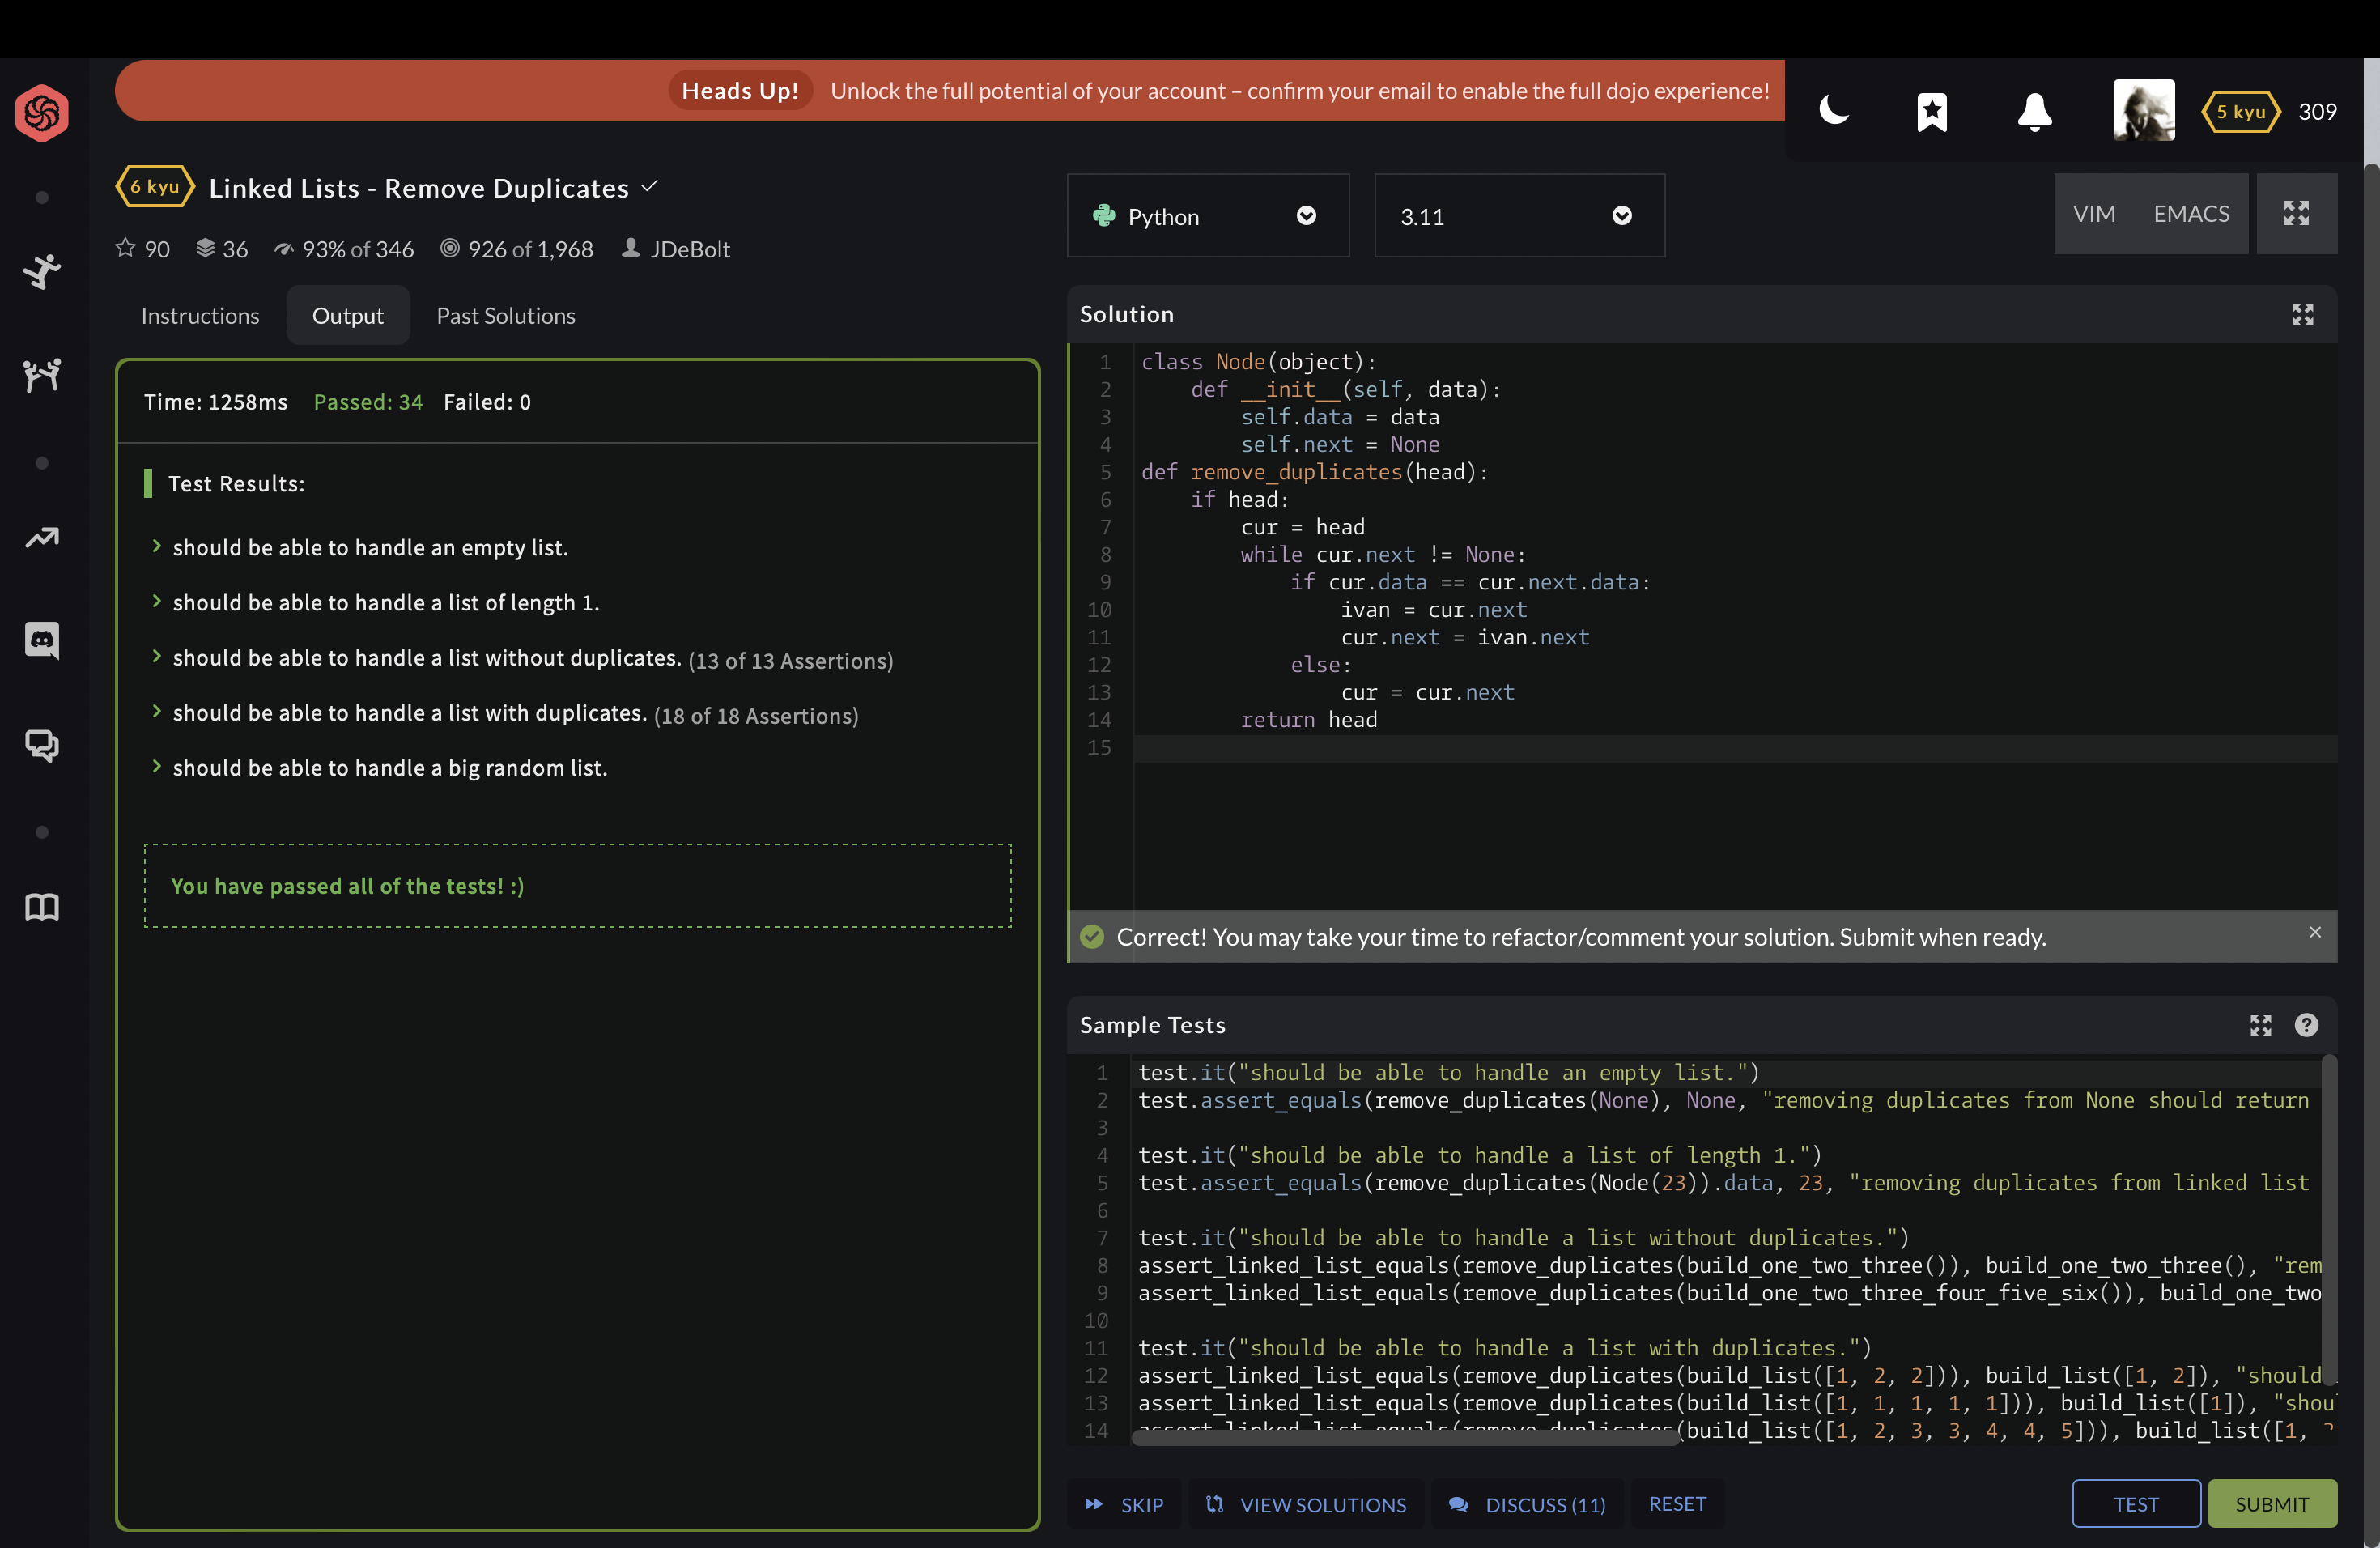 Heads Up! Unlock the full potential of your account – confirm your email to enable the full dojo experience!
5 kyu 309
6 kyu Linked Lists - Remove Duplicates
90 36 93% of 346 926 of 1,968 JDeBolt
Instructions Output Past Solutions
Time: 1258ms Passed: 34 Failed: 0
Test Results:
should be able to handle an empty list.
should be able to handle a list of length 1.
should be able to handle a list without duplicates. (13 of 13 Assertions)
should be able to handle a list with duplicates. (18 of 18 Assertions)
should be able to handle a big random list.
You have passed all of the tests! :)
Python 3.11 VIM EMACS
Solution
1 class Node(object):
2 def __init__(self, data):
3 self.data = data
4 self.next = None
5 def remove_duplicates(head):
6 if head:
7 cur = head
8 while cur.next != None:
9 if cur.data == cur.next.data:
10 ivan = cur.next
11 cur.next = ivan.next
12 else:
13 cur = cur.next
14 return head
15
Correct! You may take your time to refactor/comment your solution. Submit when ready.
Sample Tests
1 test.it("should be able to handle an empty list.")
2 test.assert_equals(remove_duplicates(None), None, "removing duplicates from None should return
3
4 test.it("should be able to handle a list of length 1.")
5 test.assert_equals(remove_duplicates(Node(23)).data, 23, "removing duplicates from linked list
6
7 test.it("should be able to handle a list without duplicates.")
8 assert_linked_list_equals(remove_duplicates(build_one_two_three()), build_one_two_three(), "rem
9 assert_linked_list_equals(remove_duplicates(build_one_two_three_four_five_six()), build_one_two
10
11 test.it("should be able to handle a list with duplicates.")
12 assert_linked_list_equals(remove_duplicates(build_list([1, 2, 2])), build_list([1, 2]), "should
13 assert_linked_list_equals(remove_duplicates(build_list([1, 1, 1, 1, 1])), build_list([1]), "shou
14 assert_linked_list_equals(remove_duplicates(build_list([1, 2, 3, 3, 4, 4, 5])), build_list([1,
SKIP VIEW SOLUTIONS DISCUSS (11) RESET TEST SUBMIT